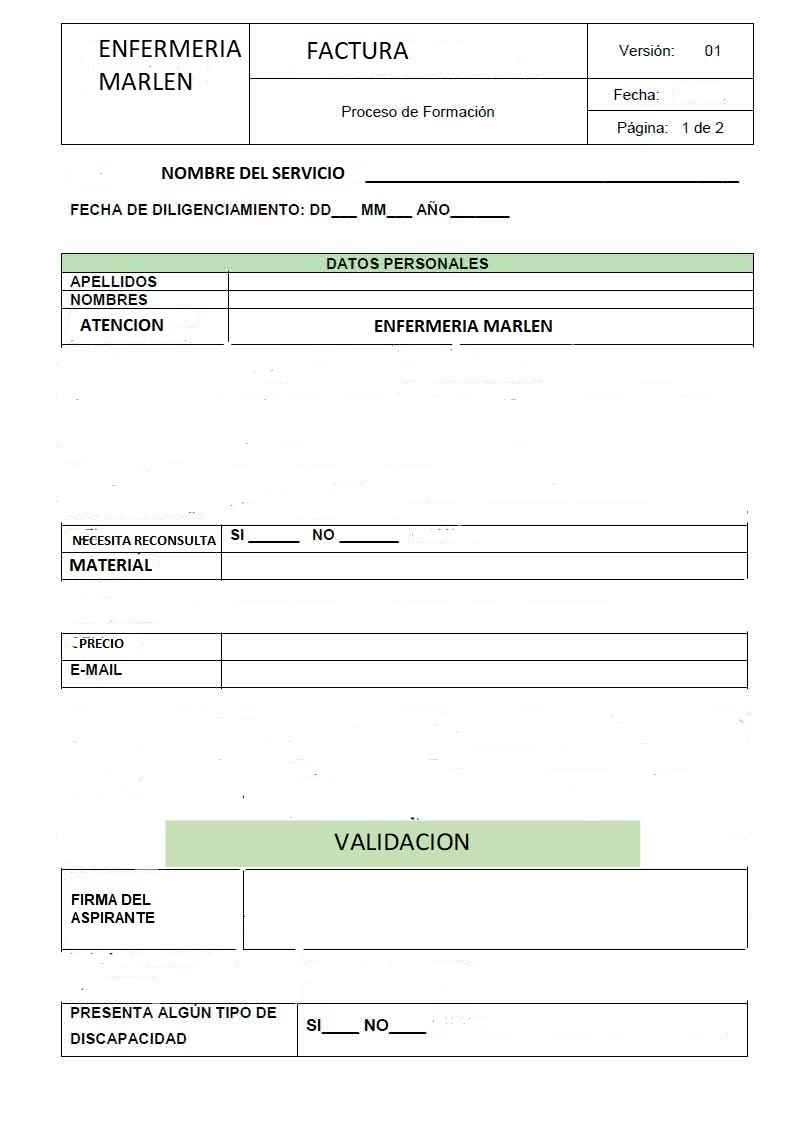 ENFERMERIA
MARLEN
FACTURA
Versión: 01
Proceso de Formación
Fecha:
Página: 1 de 2
NOMBRE DEL SERVICIO ___________________________
FECHA DE DILIGENCIAMIENTO: DD___ MM___ AÑO_______
DATOS PERSONALES
APELLIDOS
NOMBRES
ATENCION ENFERMERIA MARLEN
NECESITA RECONSULTA SI ______ NO _______
MATERIAL
PRECIO
E-MAIL
VALIDACION
FIRMA DEL
ASPIRANTE
PRESENTA ALGÚN TIPO DE
DISCAPACIDAD
SI____ NO____